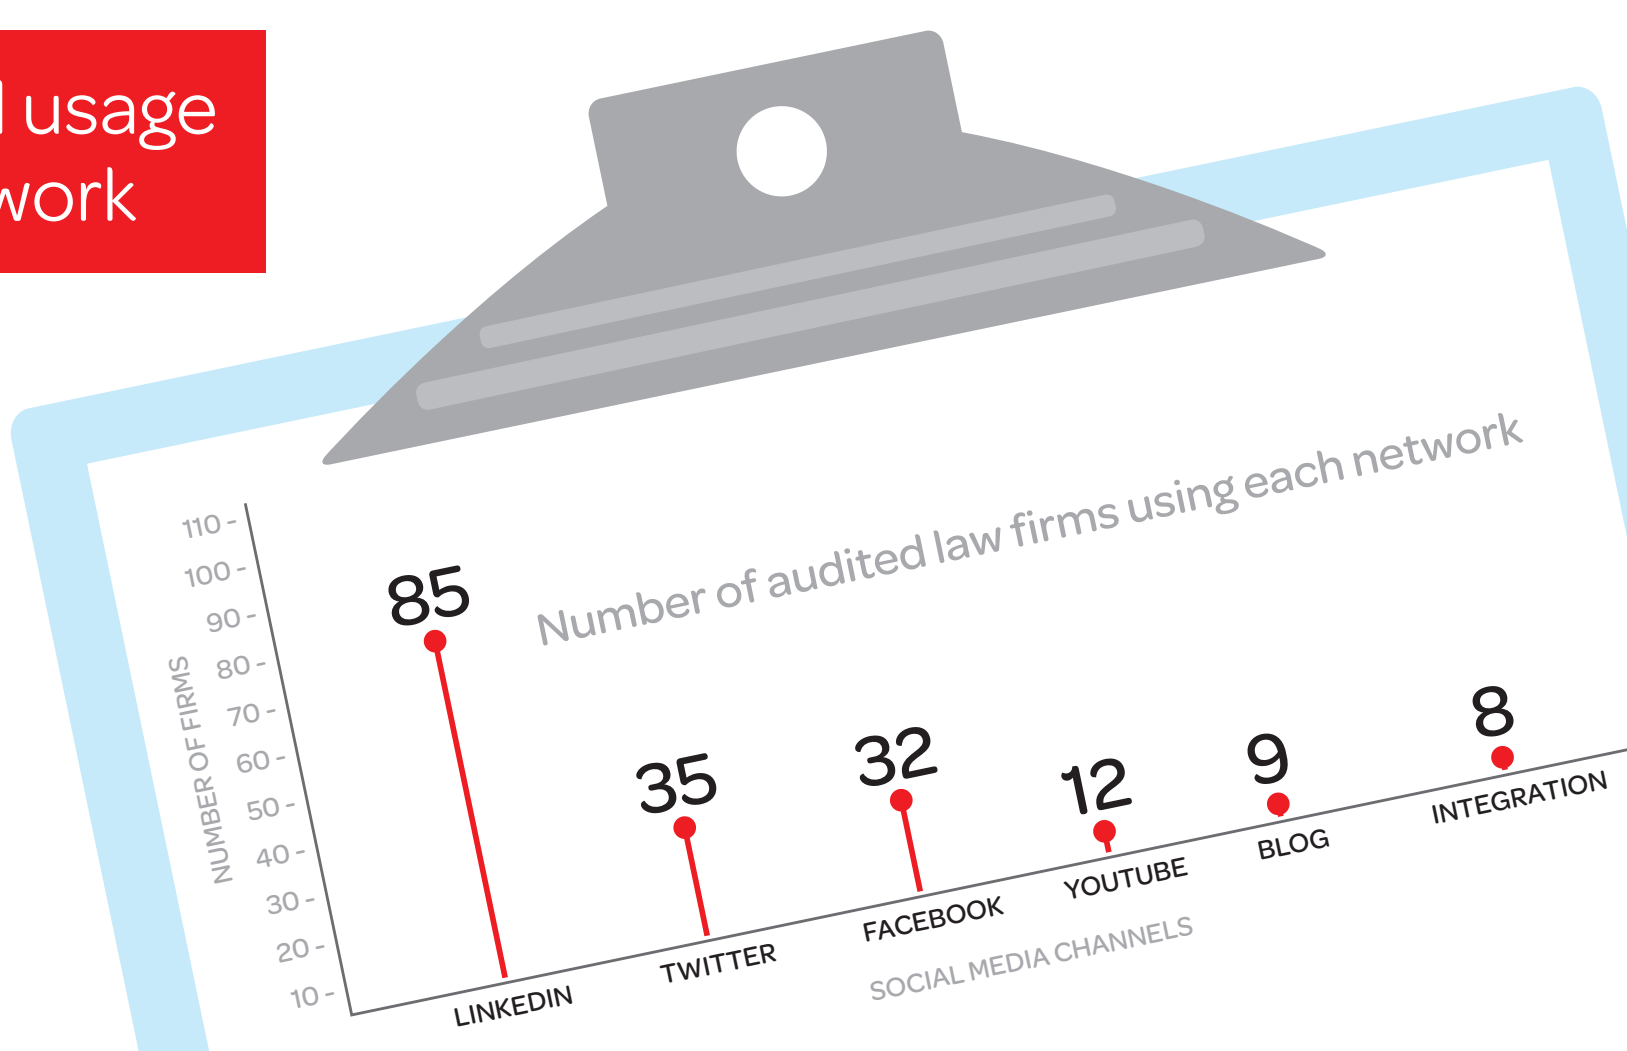 usage
work
Number of audited law firms using each network
NUMBER OF FIRMS
110
100
90
80
70
60
50
40
30
20
10
85
35
32
12
9
8
LINKEDIN
TWITTER
FACEBOOK
YOUTUBE
BLOG
INTEGRATION
SOCIAL MEDIA CHANNELS